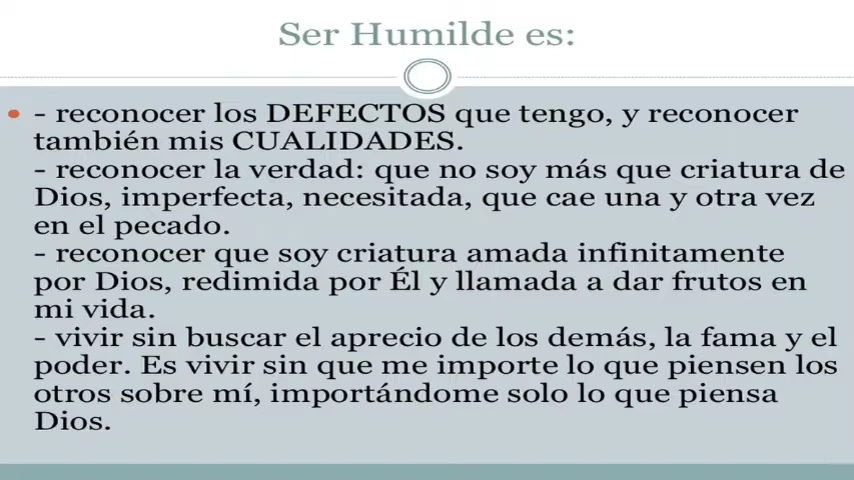 Ser Humilde es:
• - reconocer los DEFECTOS que tengo, y reconocer
también mis CUALIDADES.
- reconocer la verdad: que no soy más que criatura de
Dios, imperfecta, necesitada, que cae una y otra vez
en el pecado.
- reconocer que soy criatura amada infinitamente
por Dios, redimida por Él y llamada a dar frutos en
mi vida.
- vivir sin buscar el aprecio de los demás, la fama y el
poder. Es vivir sin que me importe lo que piensen los
otros sobre mí, importándome solo lo que piensa
Dios.